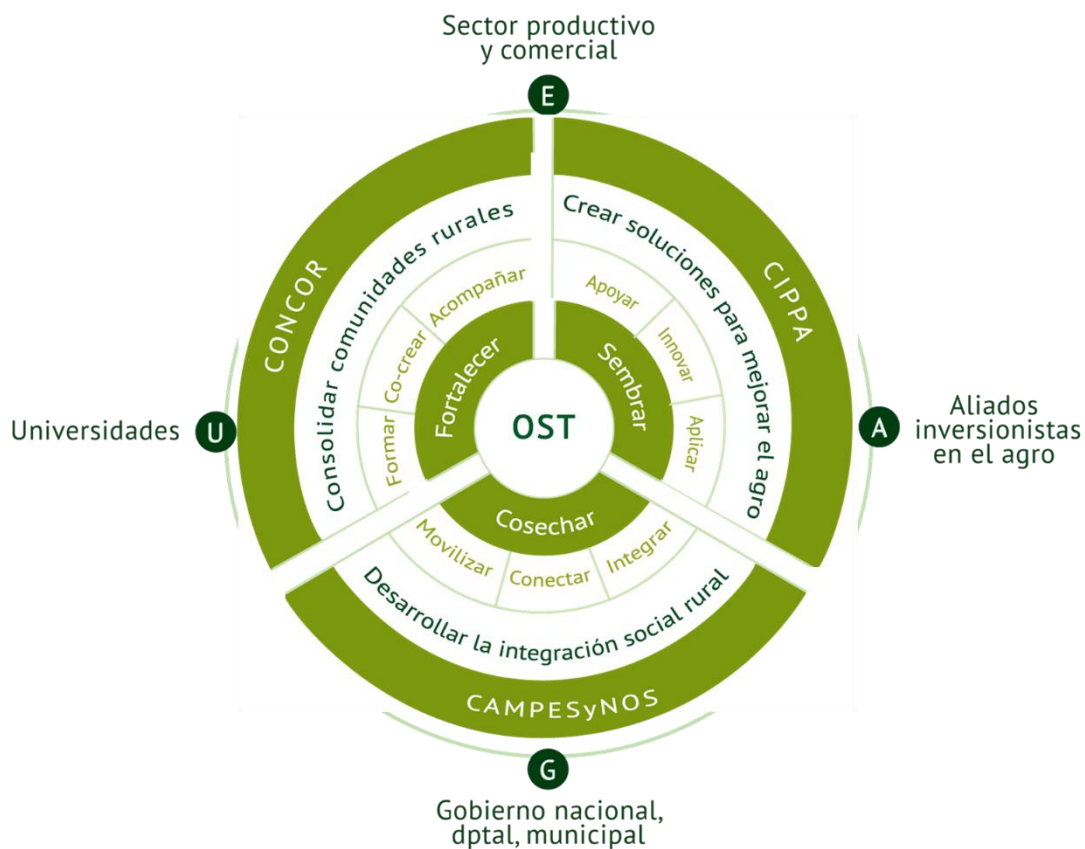 Sector productivo
y comercial
E
CONCOR
Consolidar comunidades rurales
Formar
Co-crear
Acompañar
Fortalecer
CIPPA
Crear soluciones para mejorar el agro
Apoyar
Innovar
Aplicar
Sembrar
OST
Universidades
U
A
Aliados
inversionistas
en el agro
Cosechar
Movilizar
Conectar
Integrar
Desarrollar la integración social rural
CAMPESyNOS
G
Gobierno nacional,
dptal, municipal